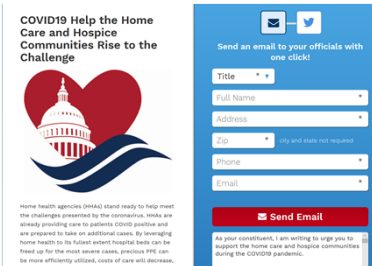 COVID19 Help the Home
Care and Hospice
Communities Rise to the
Challenge
Home health agencies (HHAs) stand ready to help meet
the challenges presented by the coronavirus. HHAs are
already providing care to patients COVID positive and
are prepared to take on additional cases. By leveraging
home health to its fullest extent hospital beds can be
freed up for the most severe cases, precious PPE can
be more efficiently utilized, costs of care will decrease,
Send an email to your officials with
one click!
Title *
Full Name *
Address *
Zip * city and state not required
Phone *
Email *
Send Email
As your constituent, I am writing to urge you to
support the home care and hospice communities
during the COVID19 pandemic.